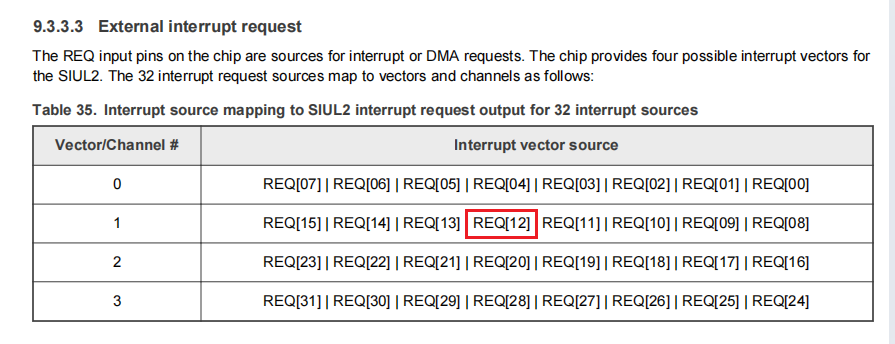 9.3.3.3 External interrupt request
The REQ input pins on the chip are sources for interrupt or DMA requests. The chip provides four possible interrupt vectors for
the SIUL2. The 32 interrupt request sources map to vectors and channels as follows:
Table 35. Interrupt source mapping to SIUL2 interrupt request output for 32 interrupt sources
Vector/Channel # Interrupt vector source
0 REQ[07] | REQ[06] | REQ[05] | REQ[04] | REQ[03] | REQ[02] | REQ[01] | REQ[00]
1 REQ[15] | REQ[14] | REQ[13] | REQ[12] | REQ[11] | REQ[10] | REQ[09] | REQ[08]
2 REQ[23] | REQ[22] | REQ[21] | REQ[20] | REQ[19] | REQ[18] | REQ[17] | REQ[16]
3 REQ[31] | REQ[30] | REQ[29] | REQ[28] | REQ[27] | REQ[26] | REQ[25] | REQ[24]